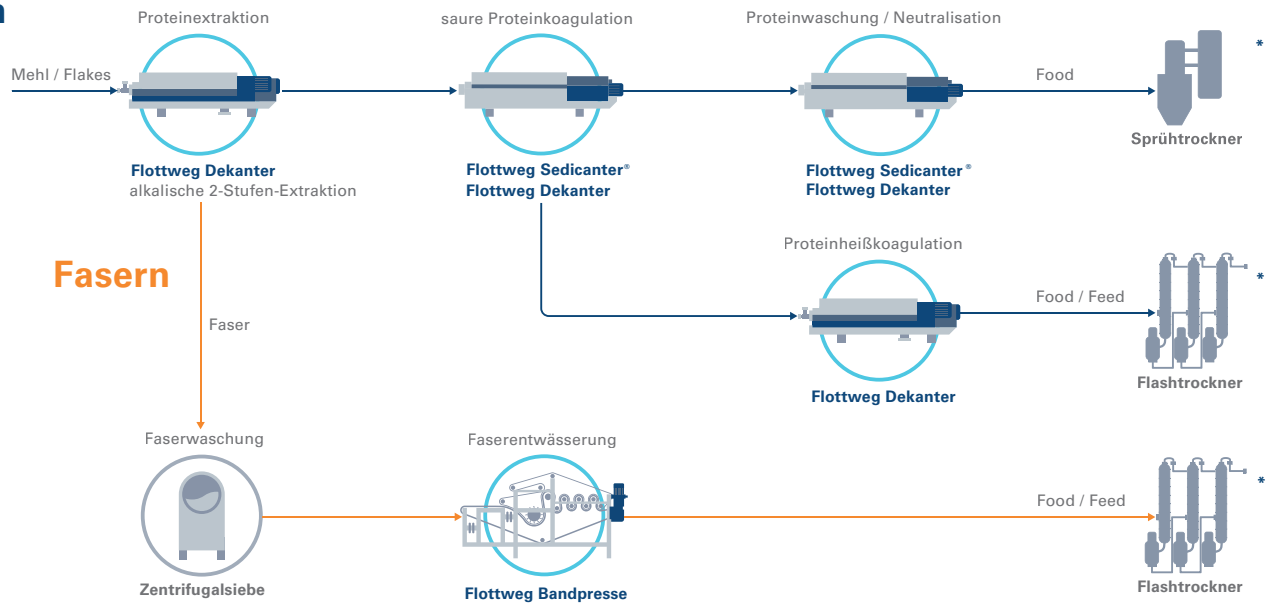 n
Proteinextraktion
saure Proteinkoagulation
Proteinwaschung / Neutralisation
Mehl / Flakes
Food
*
Sprühtrockner
Flottweg Dekanter
alkalische 2-Stufen-Extraktion
Flottweg Sedicanter®
Flottweg Dekanter
Flottweg Sedicanter®
Flottweg Dekanter
Proteinheißkoagulation
Fasern
Food / Feed
*
Faser
Flashtrockner
Flottweg Dekanter
Faserwaschung
Faserentwässerung
Food / Feed
*
Zentrifugalsiebe
Flottweg Bandpresse
Flashtrockner